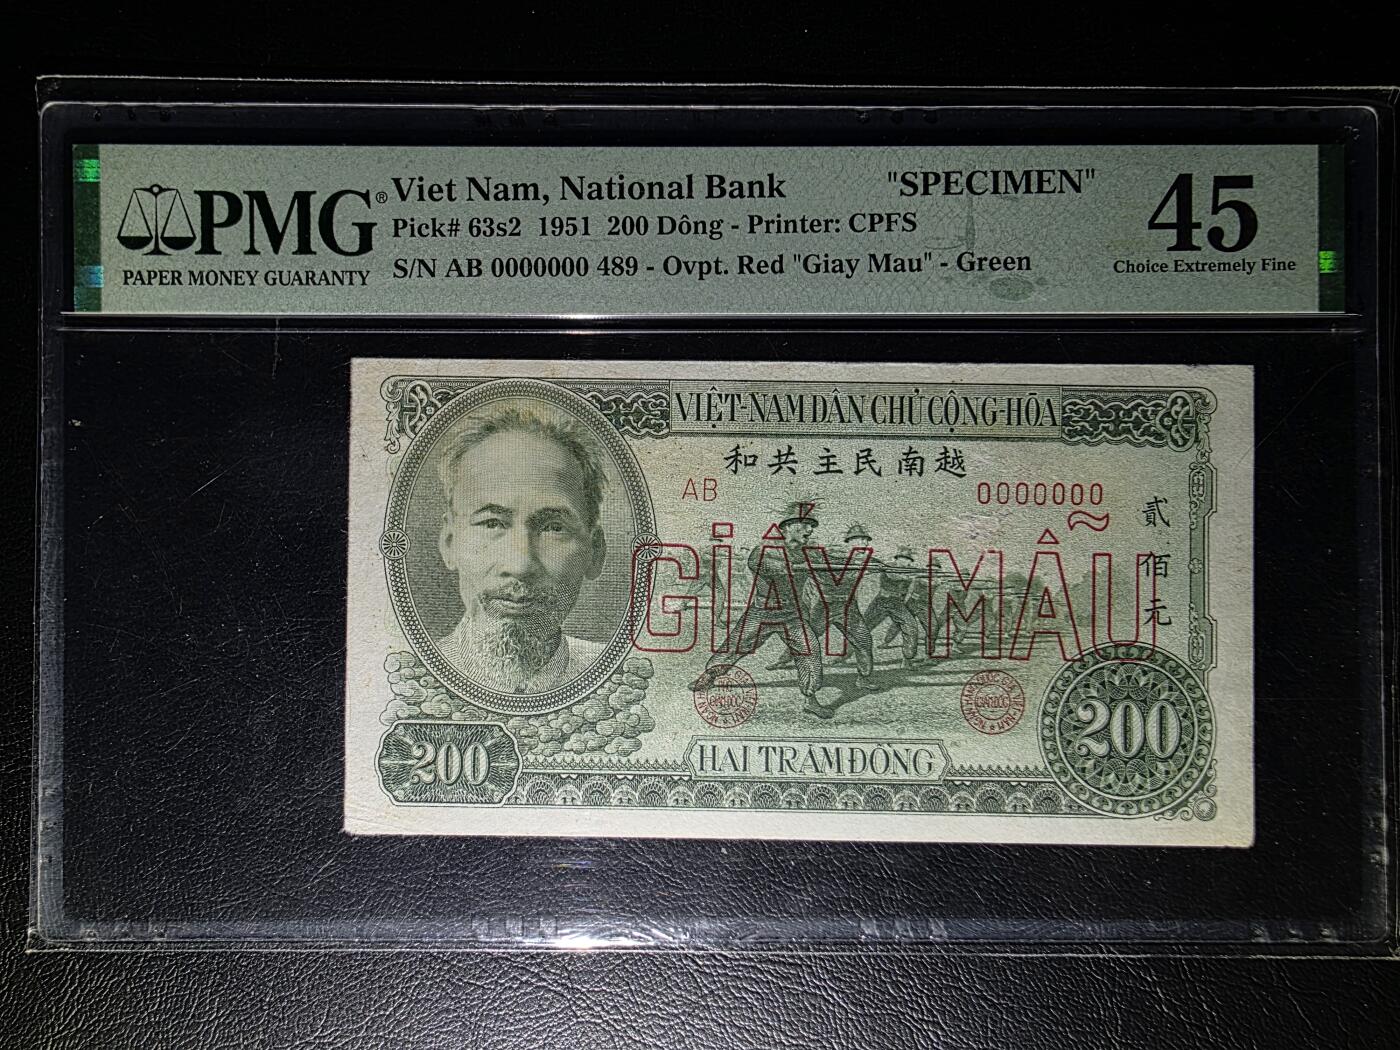 PMG®
PAPER MONEY GUARANTY
Viet Nam, National Bank
"SPECIMEN"
Pick# 63s2 1951 200 Dông - Printer: CPFS
S/N AB 0000000 489 - Ovpt. Red "Giay Mau" - Green
45
Choice Extremely Fine
VIỆT-NAM DÂN CHỦ CỘNG-HÒA
和共主民南越
AB
0000000
貳佰元
GIẤY MẪU
200
HAI TRĂM ĐỒNG
200